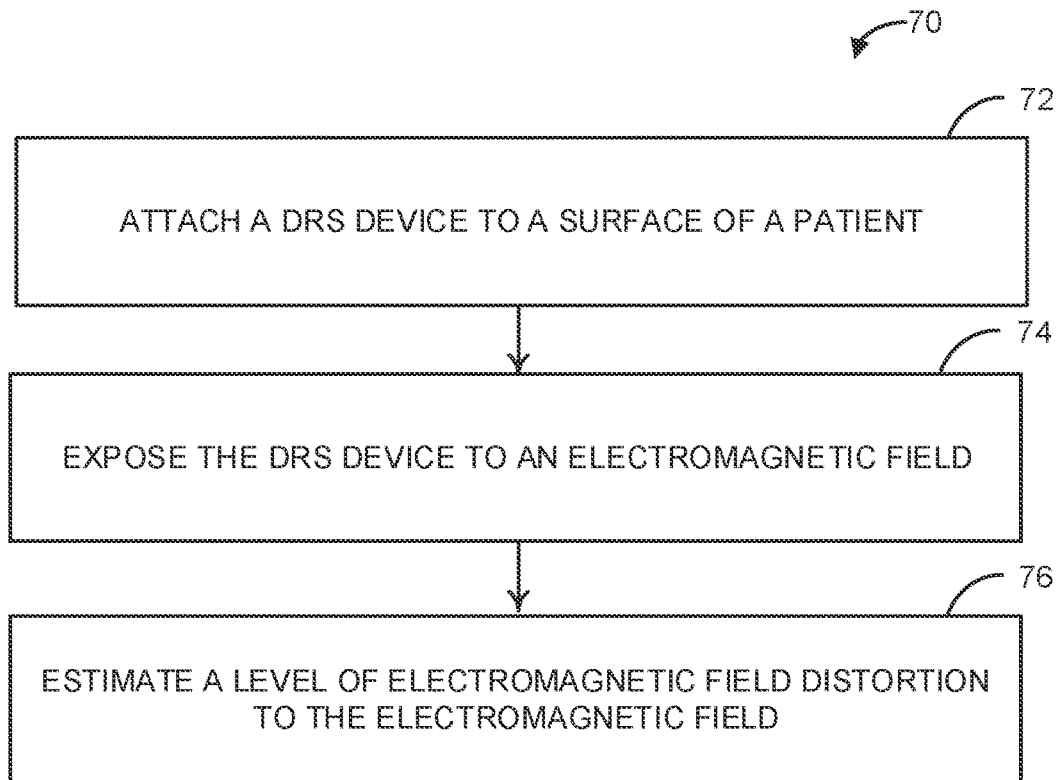 70
72
ATTACH A DRS DEVICE TO A SURFACE OF A PATIENT
74
EXPOSE THE DRS DEVICE TO AN ELECTROMAGNETIC FIELD
76
ESTIMATE A LEVEL OF ELECTROMAGNETIC FIELD DISTORTION
TO THE ELECTROMAGNETIC FIELD